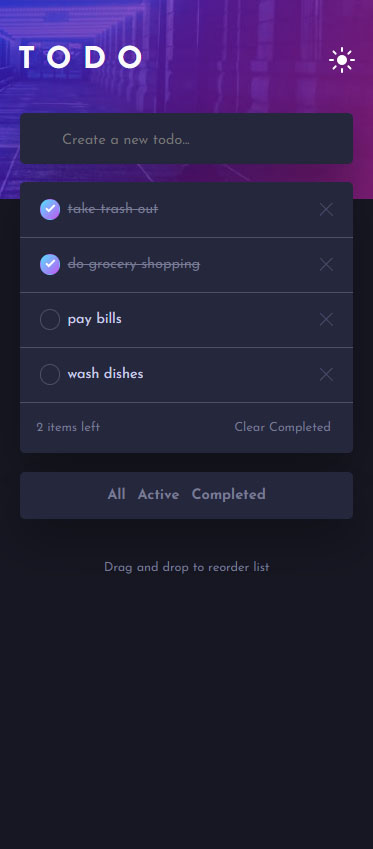 TODO
Create a new todo...
take trash out
do grocery shopping
pay bills
wash dishes
2 items left Clear Completed
All Active Completed
Drag and drop to reorder list